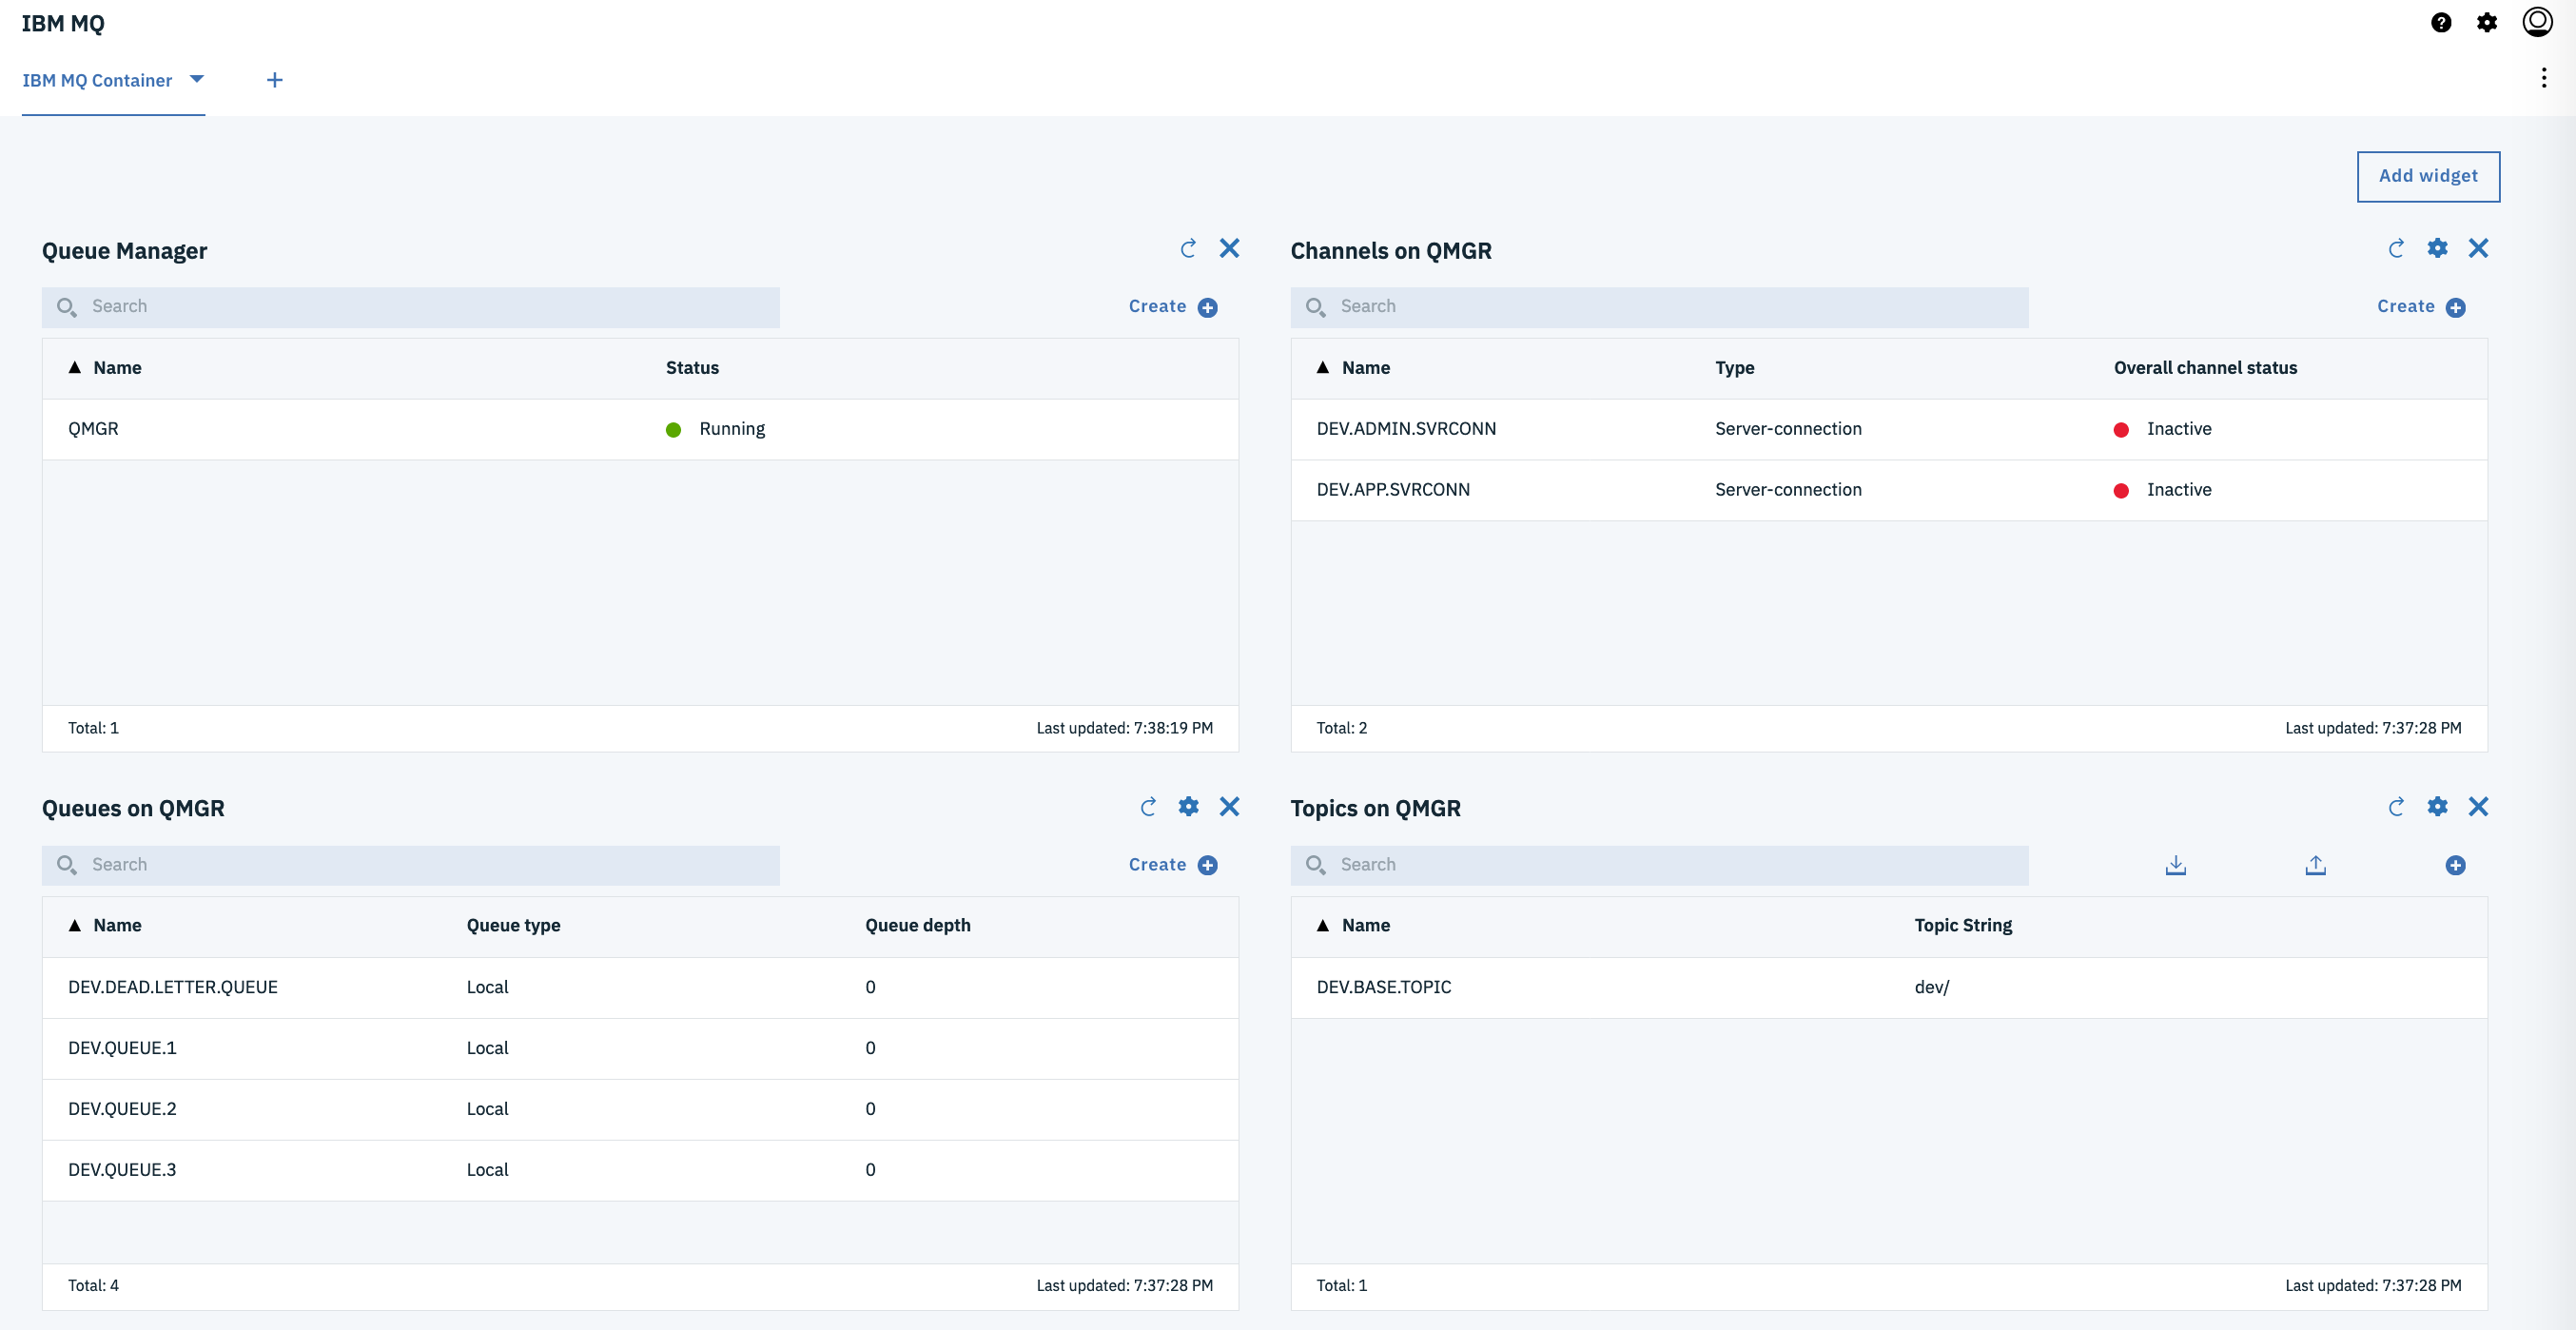 IBM MQ
IBM MQ Container
Add widget
Queue Manager
Search
Create
Name Status
QMGR Running
Total: 1 Last updated: 7:38:19 PM
Channels on QMGR
Search
Create
Name Type Overall channel status
DEV.ADMIN.SVRCONN Server-connection Inactive
DEV.APP.SVRCONN Server-connection Inactive
Total: 2 Last updated: 7:37:28 PM
Queues on QMGR
Search
Create
Name Queue type Queue depth
DEV.DEAD.LETTER.QUEUE Local 0
DEV.QUEUE.1 Local 0
DEV.QUEUE.2 Local 0
DEV.QUEUE.3 Local 0
Total: 4 Last updated: 7:37:28 PM
Topics on QMGR
Search
Name Topic String
DEV.BASE.TOPIC dev/
Total: 1 Last updated: 7:37:28 PM